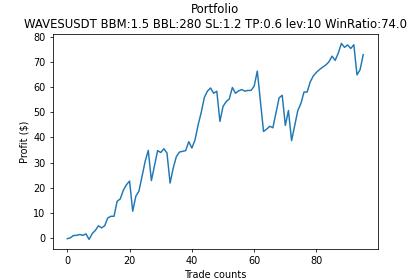 Portfolio
WAVESUSDT BBM:1.5 BBL:280 SL:1.2 TP:0.6 lev:10 WinRatio:74.0
80
70
60
50
40
30
20
10
0
Profit ($)
0 20 40 60 80
Trade counts